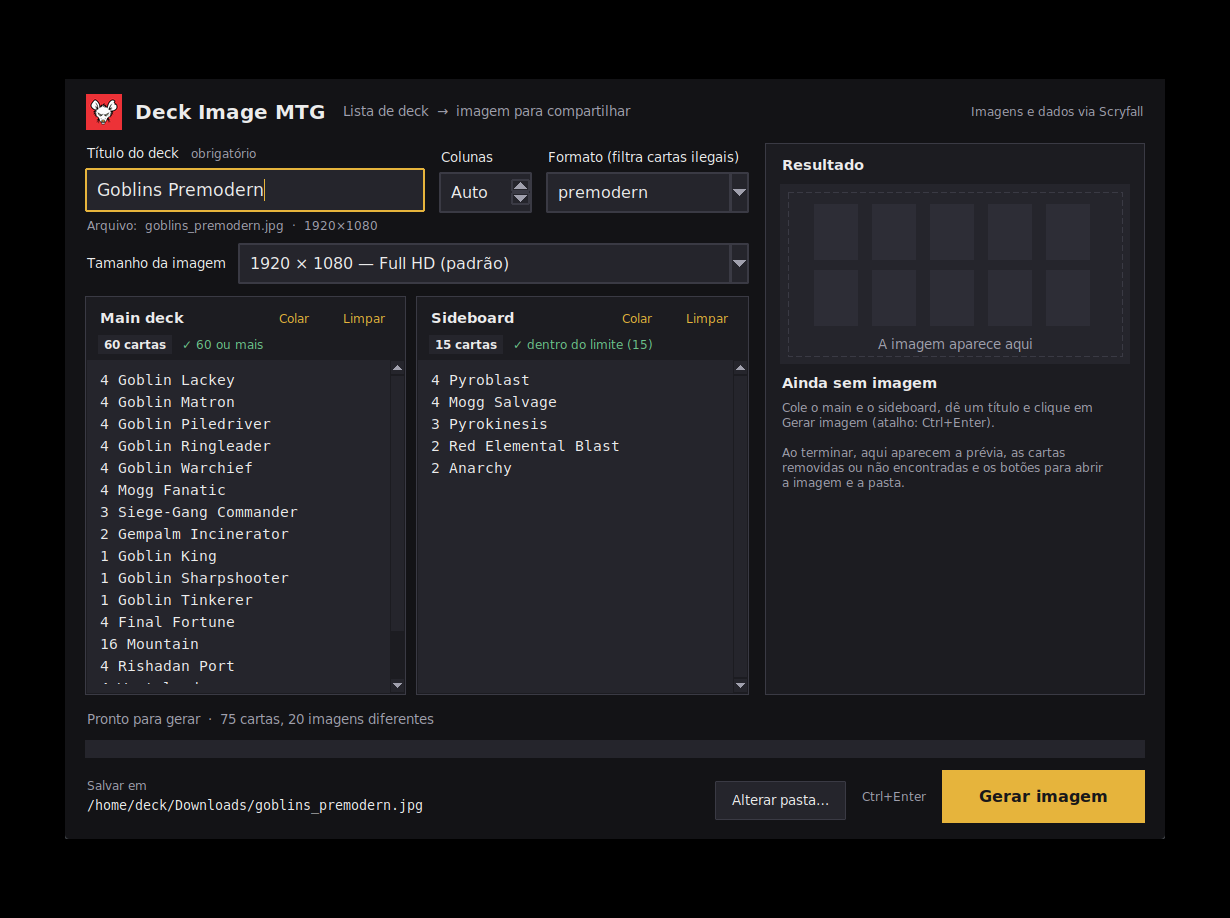 Deck Image MTG Lista de deck → imagem para compartilhar Imagens e dados via Scryfall
Título do deck obrigatório
Goblins Premodern
Arquivo: goblins_premodern.jpg · 1920×1080
Colunas
Auto
Formato (filtra cartas ilegais)
premodern
Tamanho da imagem 1920 × 1080 — Full HD (padrão)
Main deck Colar Limpar
60 cartas ✓ 60 ou mais
4 Goblin Lackey
4 Goblin Matron
4 Goblin Piledriver
4 Goblin Ringleader
4 Goblin Warchief
4 Mogg Fanatic
3 Siege-Gang Commander
2 Gempalm Incinerator
1 Goblin King
1 Goblin Sharpshooter
1 Goblin Tinkerer
4 Final Fortune
16 Mountain
4 Rishadan Port
Sideboard Colar Limpar
15 cartas ✓ dentro do limite (15)
4 Pyroblast
4 Mogg Salvage
3 Pyrokinesis
2 Red Elemental Blast
2 Anarchy
Resultado
A imagem aparece aqui
Ainda sem imagem
Cole o main e o sideboard, dê um título e clique em
Gerar imagem (atalho: Ctrl+Enter).
Ao terminar, aqui aparecem a prévia, as cartas
removidas ou não encontradas e os botões para abrir
a imagem e a pasta.
Pronto para gerar · 75 cartas, 20 imagens diferentes
Salvar em
/home/deck/Downloads/goblins_premodern.jpg
Alterar pasta... Ctrl+Enter Gerar imagem